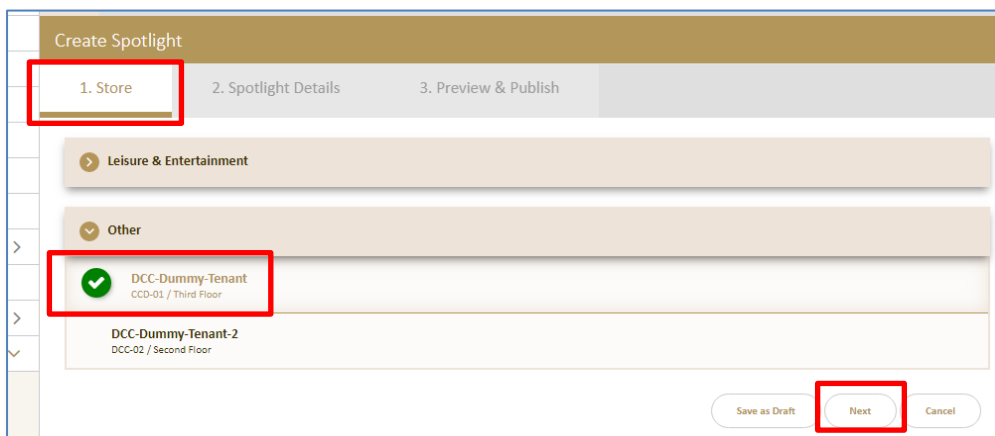 Create Spotlight
1. Store
2. Spotlight Details
3. Preview & Publish
Leisure & Entertainment
Other
DCC-Dummy-Tenant
CCD-01 / Third Floor
DCC-Dummy-Tenant-2
DCC-02 / Second Floor
Save as Draft
Next
Cancel